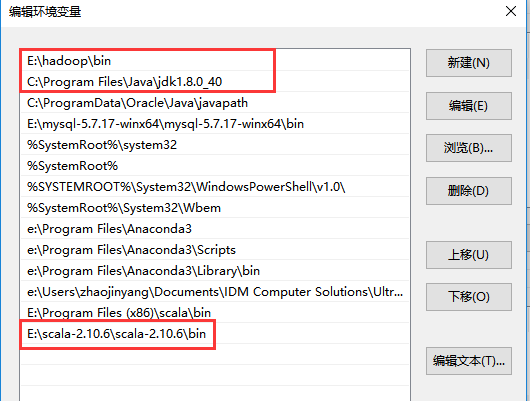 编辑环境变量
E:\hadoop\bin
C:\Program Files\Java\jdk1.8.0_40
C:\ProgramData\Oracle\Java\javapath
E:\mysql-5.7.17-winx64\mysql-5.7.17-winx64\bin
%SystemRoot%\system32
%SystemRoot%
%SYSTEMROOT%\System32\WindowsPowerShell\v1.0\
%SystemRoot%\System32\Wbem
e:\Program Files\Anaconda3
e:\Program Files\Anaconda3\Scripts
e:\Program Files\Anaconda3\Library\bin
e:\Users\zhaojinyang\Documents\IDM Computer Solutions\Ultr...
E:\Program Files (x86)\scala\bin
E:\scala-2.10.6\scala-2.10.6\bin
新建(N)
编辑(E)
浏览(B)...
删除(D)
上移(U)
下移(O)
编辑文本(T)...